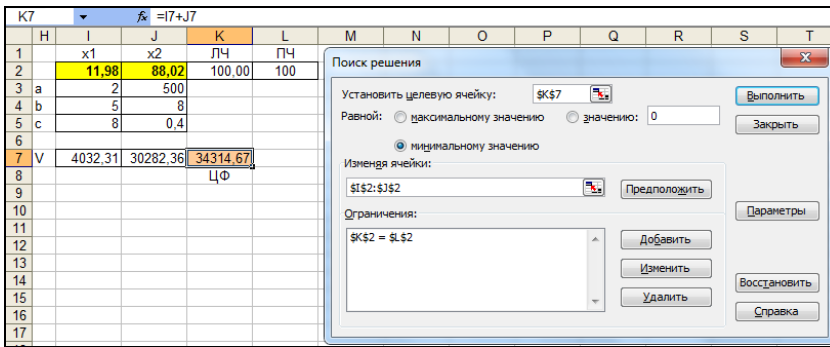 K7 fx =I7+J7
H I J K L M N O P Q R S T
1 x1 x2 ЛЧ ПЧ
2 11,98 88,02 100,00 100
3 a 2 500
4 b 5 8
5 c 8 0,4
6
7 V 4032,31 30282,36 34314,67
8 ЦФ
9
10
11
12
13
14
15
16
17
Поиск решения
Установить целевую ячейку: $K$7 Выполнить
Равной: максимальному значению значению: 0 Закрыть
минимальному значению
Изменяя ячейки:
$I$2:$J$2 Предположить
Ограничения: Параметры
$K$2 = $L$2 Добавить
Изменить
Удалить Восстановить
Справка